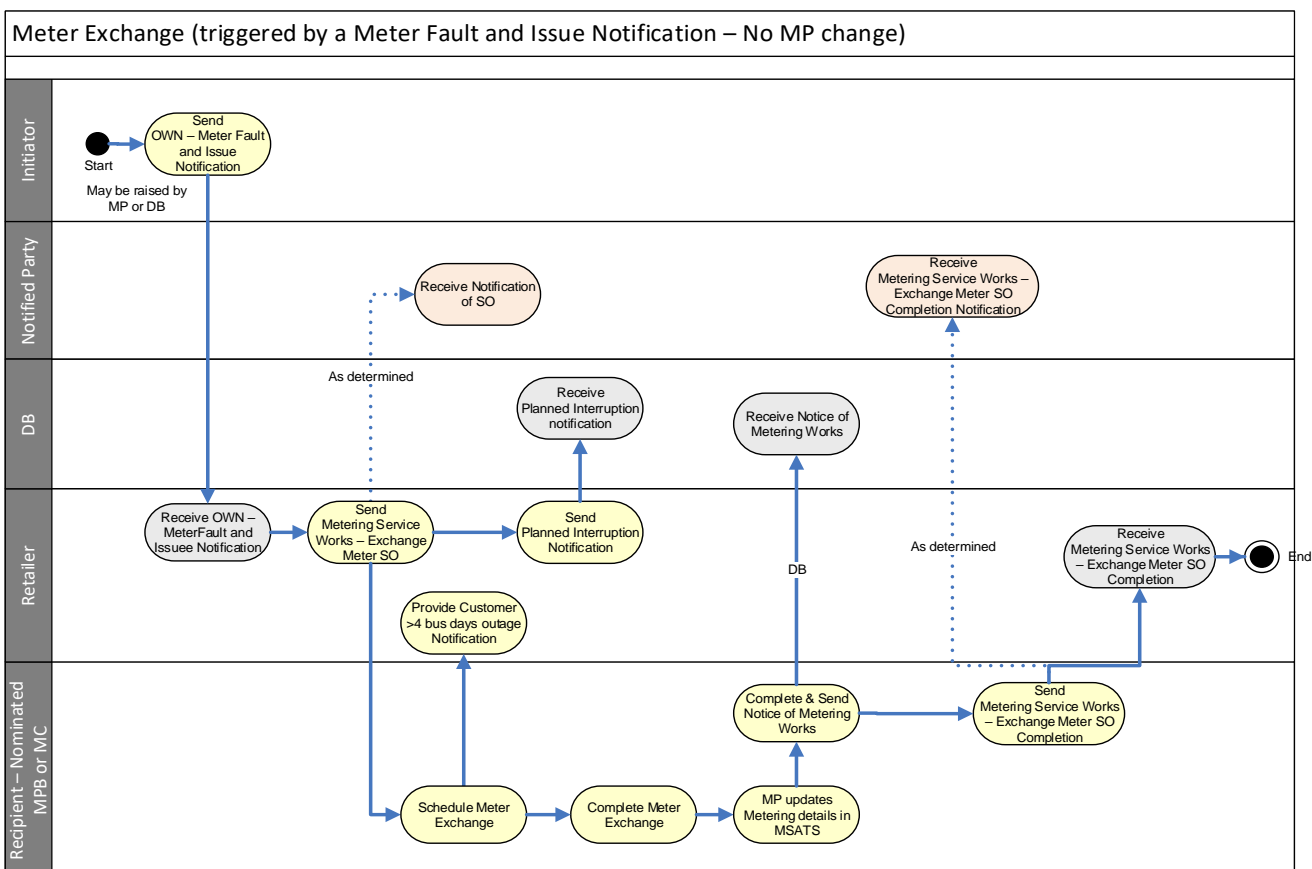 Meter Exchange (triggered by a Meter Fault and Issue Notification – No MP change)
Initiator
Send
OWN – Meter Fault
and Issue
Notification
Start
May be raised by
MP or DB
Notified Party
Receive Notification
of SO
Receive
Metering Service Works –
Exchange Meter SO
Completion Notification
As determined
DB
Receive
Planned Interruption
notification
Receive Notice of
Metering Works
Retailer
Receive OWN –
MeterFault and
Issuee Notification
Send
Metering Service
Works – Exchange
Meter SO
Send
Planned Interruption
Notification
As determined
DB
Receive
Metering Service Works
– Exchange Meter SO
Completion
End
Provide Customer
>4 bus days outage
Notification
Recipient – Nominated
MPB or MC
Complete & Send
Notice of Metering
Works
Send
Metering Service Works
– Exchange Meter SO
Completion
Schedule Meter
Exchange
Complete Meter
Exchange
MP updates
Metering details in
MSATS